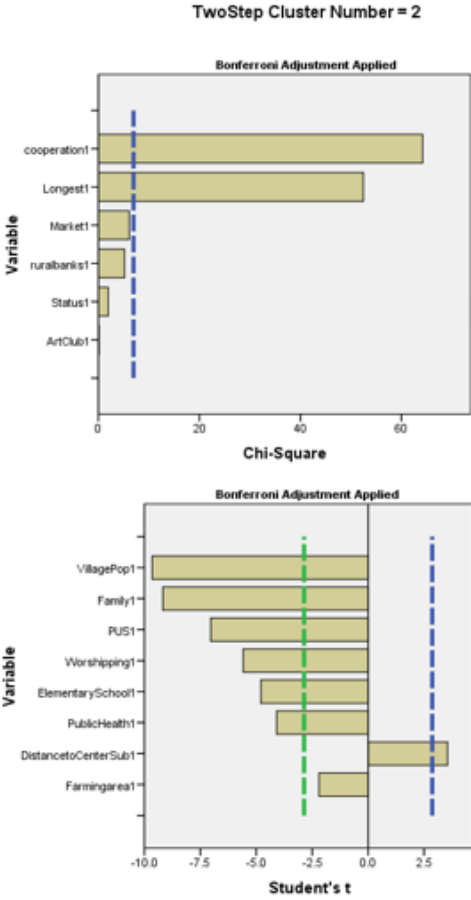 TwoStep Cluster Number = 2
Bonferroni Adjustment Applied
Variable
cooperation1
Longest1
Market1
ruralbanks1
Status1
ArtClub1
0 20 40 60
Chi-Square
Bonferroni Adjustment Applied
Variable
VillagePop1
Family1
PUS1
Worshipping1
ElementarySchool1
PublicHealth1
DistancetoCenterSub1
Farmingarea1
-10.0 -7.5 -5.0 -2.5 0.0 2.5
Student's t